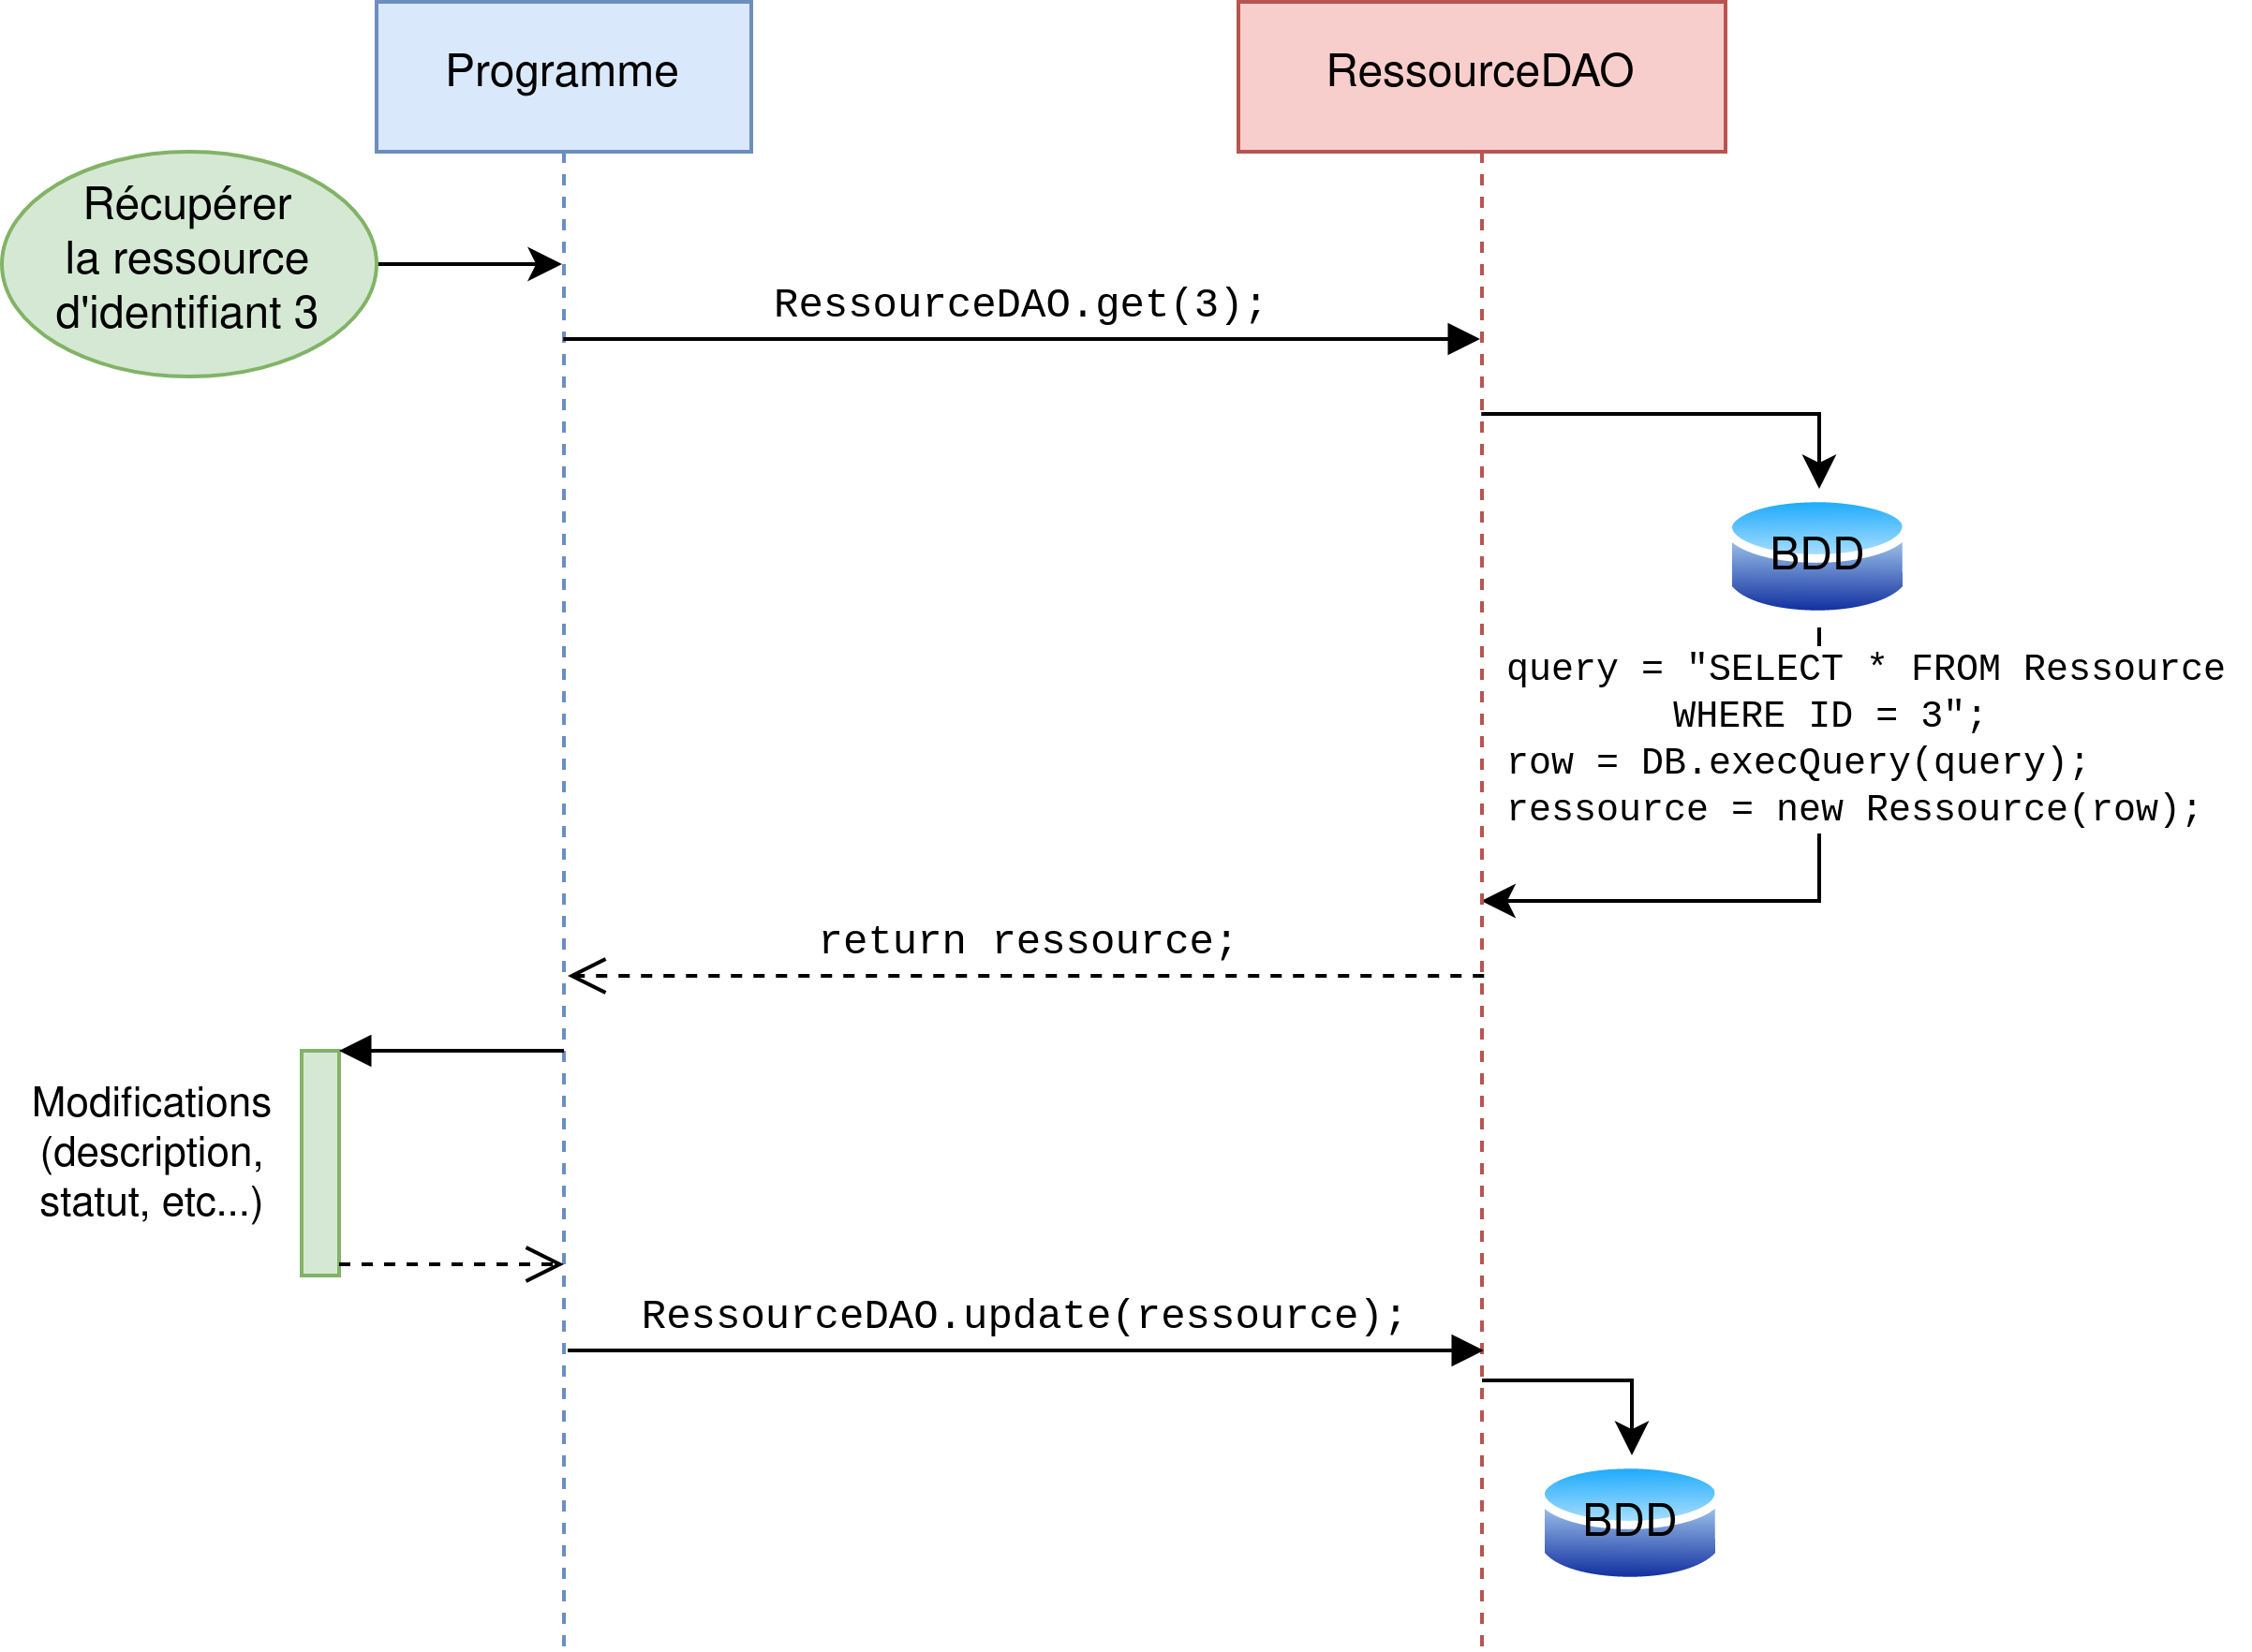 Programme
RessourceDAO
Récupérer
la ressource
d'identifiant 3
RessourceDAO.get(3);
BDD
query = "SELECT * FROM Ressource
WHERE ID = 3";
row = DB.execQuery(query);
ressource = new Ressource(row);
return ressource;
Modifications
(description,
statut, etc...)
RessourceDAO.update(ressource);
BDD